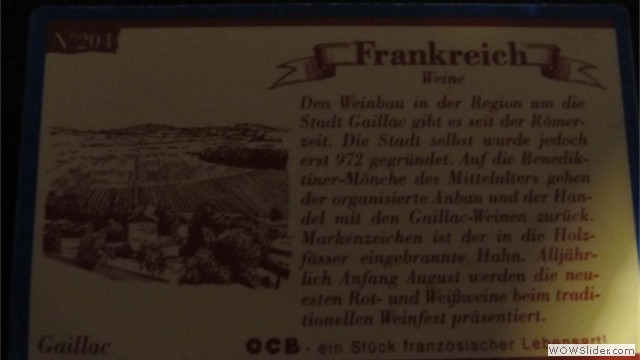 N° 204
Frankreich
Weine
Den Weinbau in der Region um die
Stadt Gaillac gibt es seit der Römer-
zeit. Die Stadt selbst wurde jedoch
erst 972 gegründet. Auf die Benedik-
tiner-Mönche des Mittelalters gehen
der organisierte Anbau und der Han-
del mit den Gaillac-Weinen zurück.
Markenzeichen ist der in die Holz-
fässer eingebrannte Hahn. Alljähr-
lich Anfang August werden die neu-
esten Rot- und Weißweine beim tradi-
tionellen Weinfest präsentiert.
Gaillac
OCB - ein Stück französischer Lebensart!
WOWSlider.com